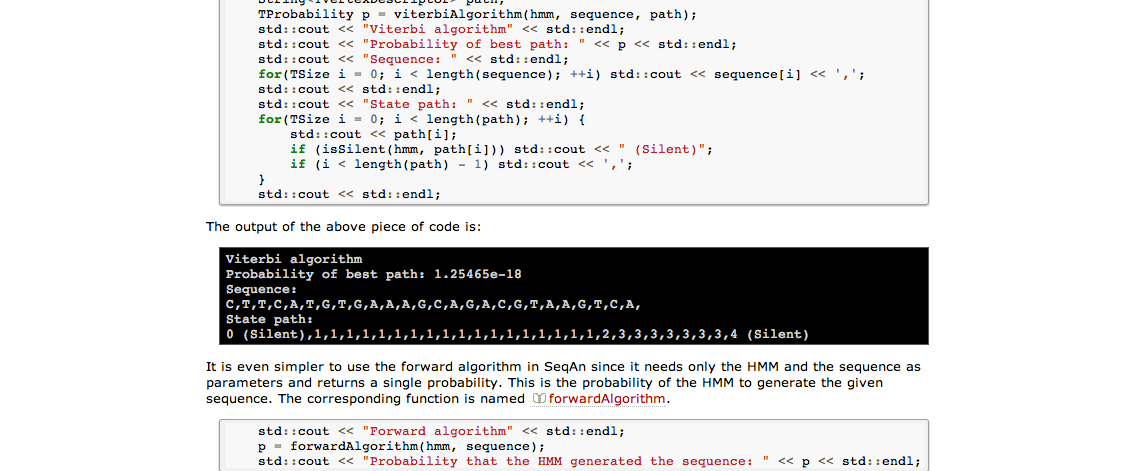 TProbability p = viterbiAlgorithm(hmm, sequence, path);
std::cout << "Viterbi algorithm" << std::endl;
std::cout << "Probability of best path: " << p << std::endl;
std::cout << "Sequence: " << std::endl;
for(TSize i = 0; i < length(sequence); ++i) std::cout << sequence[i] << ',';
std::cout << std::endl;
std::cout << "State path: " << std::endl;
for(TSize i = 0; i < length(path); ++i) {
    std::cout << path[i];
    if (isSilent(hmm, path[i])) std::cout << " (Silent)";
    if (i < length(path) - 1) std::cout << ',';
}
std::cout << std::endl;
The output of the above piece of code is:
Viterbi algorithm
Probability of best path: 1.25465e-18
Sequence:
C,T,T,C,A,T,G,T,G,A,A,A,G,C,A,G,A,C,G,T,A,A,G,T,C,A,
State path:
0 (Silent),1,1,1,1,1,1,1,1,1,1,1,1,1,1,1,1,1,1,2,3,3,3,3,3,3,3,4 (Silent)
It is even simpler to use the forward algorithm in SeqAn since it needs only the HMM and the sequence as
parameters and returns a single probability. This is the probability of the HMM to generate the given
sequence. The corresponding function is named forwardAlgorithm.
std::cout << "Forward algorithm" << std::endl;
p = forwardAlgorithm(hmm, sequence);
std::cout << "Probability that the HMM generated the sequence: " << p << std::endl;